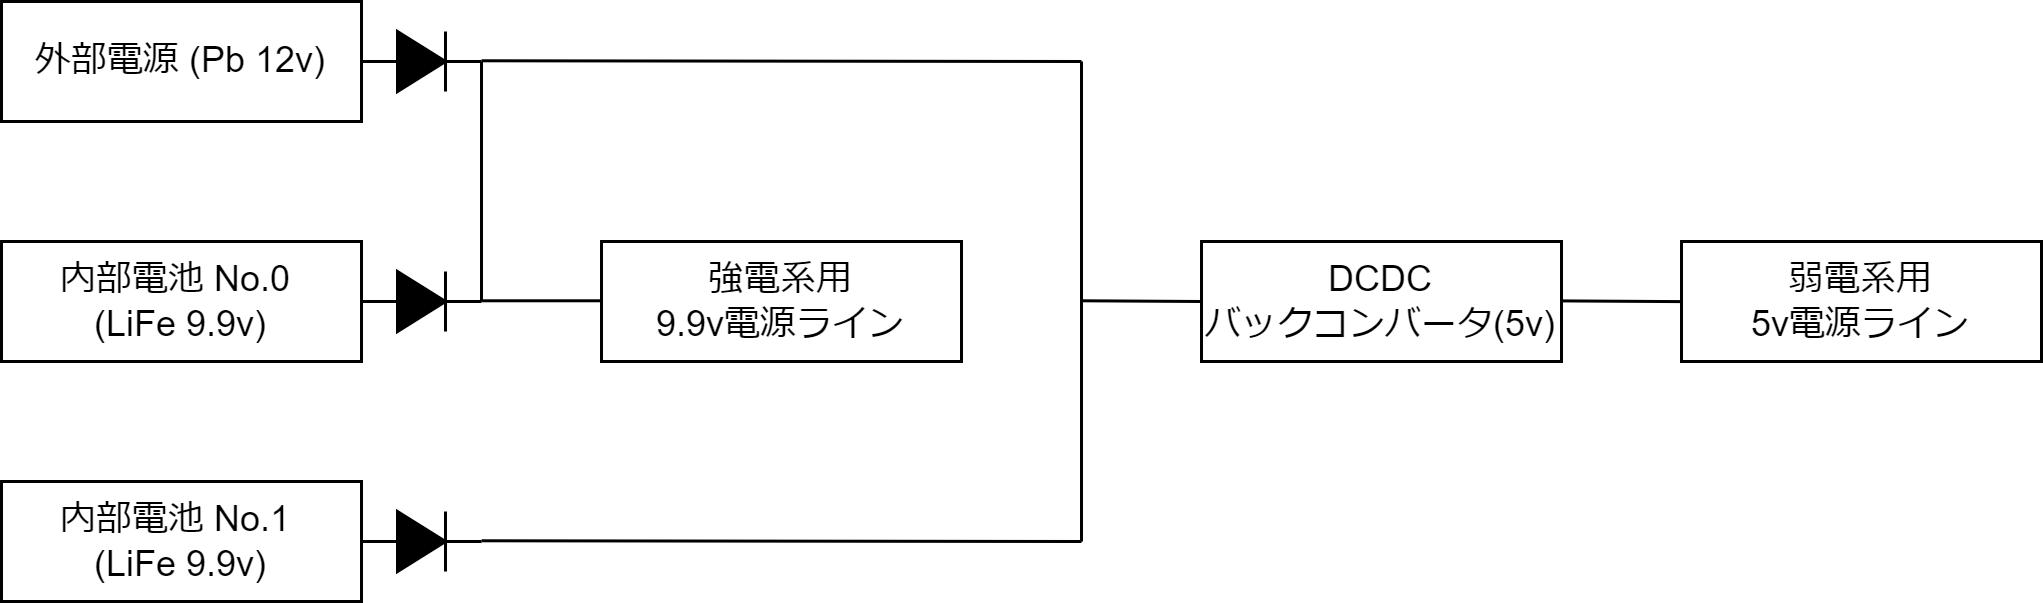 外部電源 (Pb 12v)
内部電池 No.0
(LiFe 9.9v)
強電系用
9.9v電源ライン
DCDC
バックコンバータ(5v)
弱電系用
5v電源ライン
内部電池 No.1
(LiFe 9.9v)